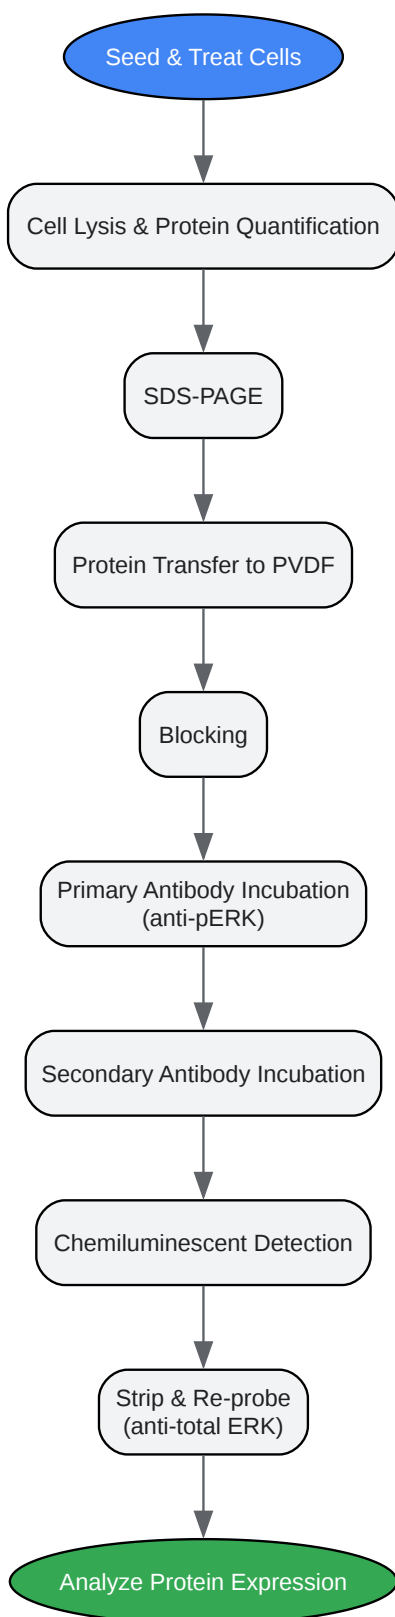 Seed & Treat Cells
Cell Lysis & Protein Quantification
SDS-PAGE
Protein Transfer to PVDF
Blocking
Primary Antibody Incubation
(anti-pERK)
Secondary Antibody Incubation
Chemiluminescent Detection
Strip & Re-probe
(anti-total ERK)
Analyze Protein Expression